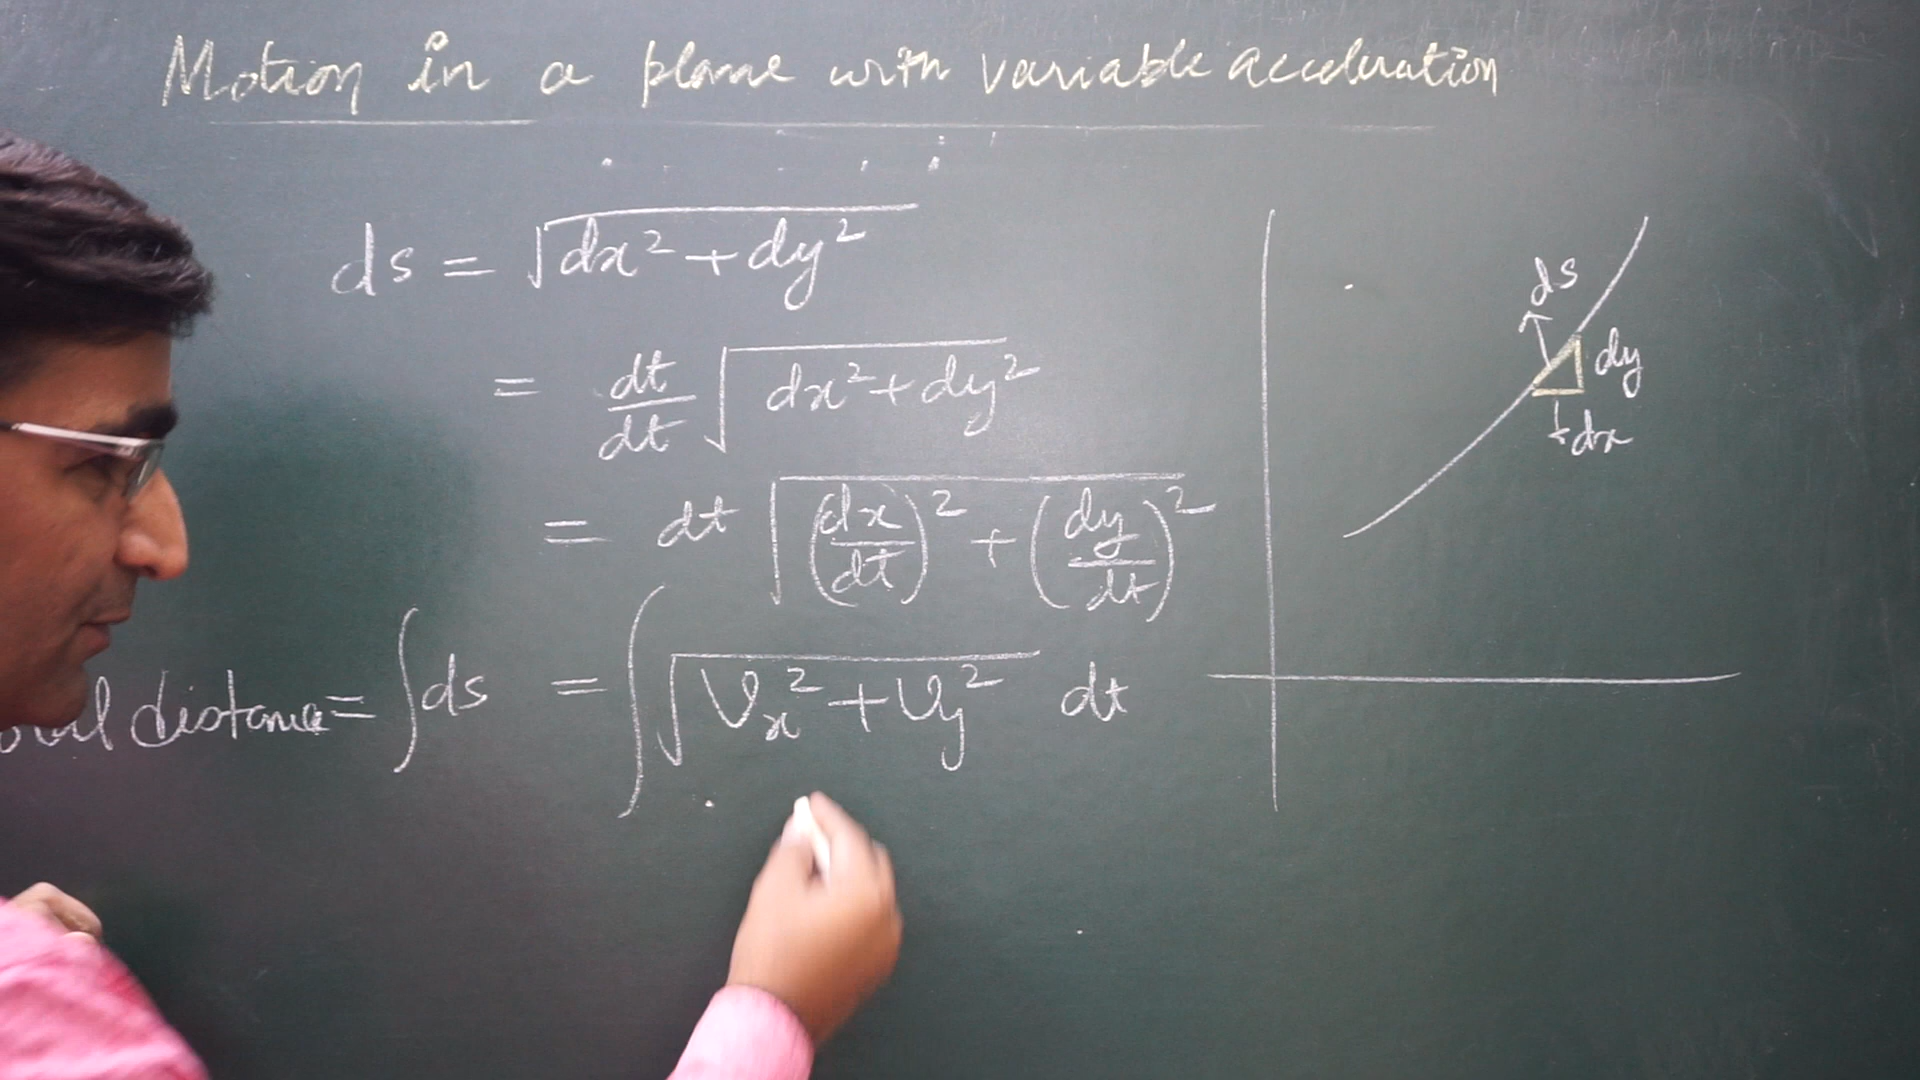 Motion in a plane with variable acceleration
ds = √dx² + dy²
= dt/dt √dx² + dy²
= dt √(dx/dt)² + (dy/dt)²
distance = ∫ds = ∫√Vx² + Vy² dt
ds
dy
dx